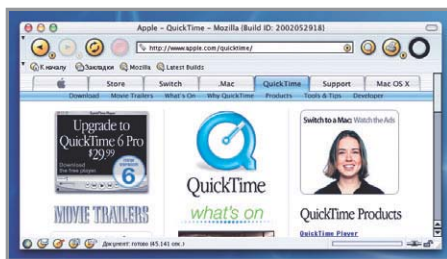 Apple - QuickTime - Mozilla {Build ID: 2002052918}
http://www.apple.com/quicktime/
К началу Закладки Mozilla Latest Builds
Store Switch .Mac QuickTime Support Mac OS X
Download Movie Trailers What's On Why QuickTime Products Tools & Tips Developer
Upgrade to
QuickTime 6 Pro
$29.99
Download
the free player.
6
MOVIE TRAILERS
QuickTime
what's on
Switch to a Mac: Watch the Ads
QuickTime Products
QuickTime Player
Документ: готово (45.141 сек.)